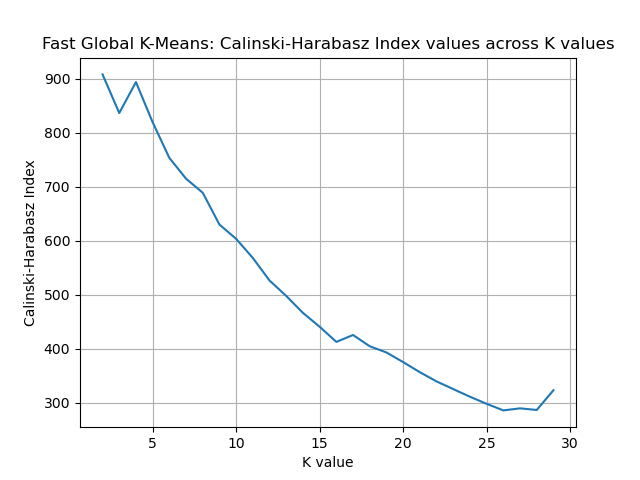 Fast Global K-Means: Calinski-Harabasz Index values across K values
Calinski-Harabasz Index
900
800
700
600
500
400
300
5 10 15 20 25 30
K value